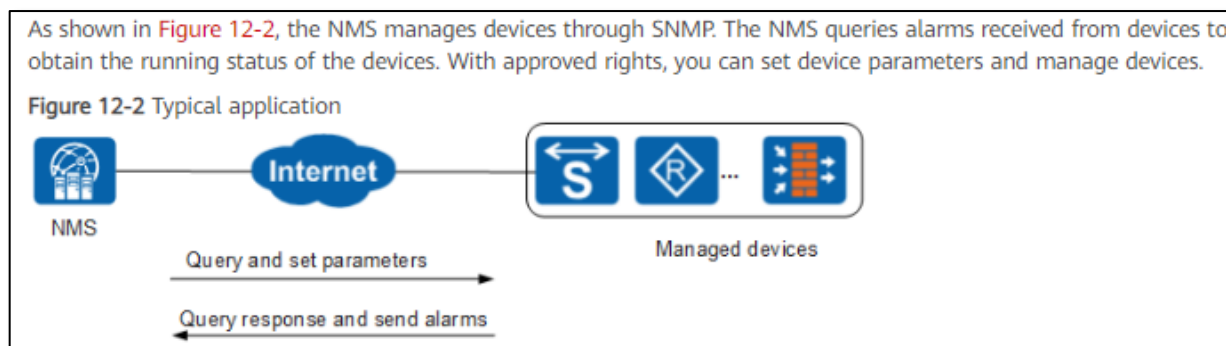 As shown in Figure 12-2, the NMS manages devices through SNMP. The NMS queries alarms received from devices to
obtain the running status of the devices. With approved rights, you can set device parameters and manage devices.
Figure 12-2 Typical application
Internet
S
R
...
NMS
Managed devices
Query and set parameters
Query response and send alarms